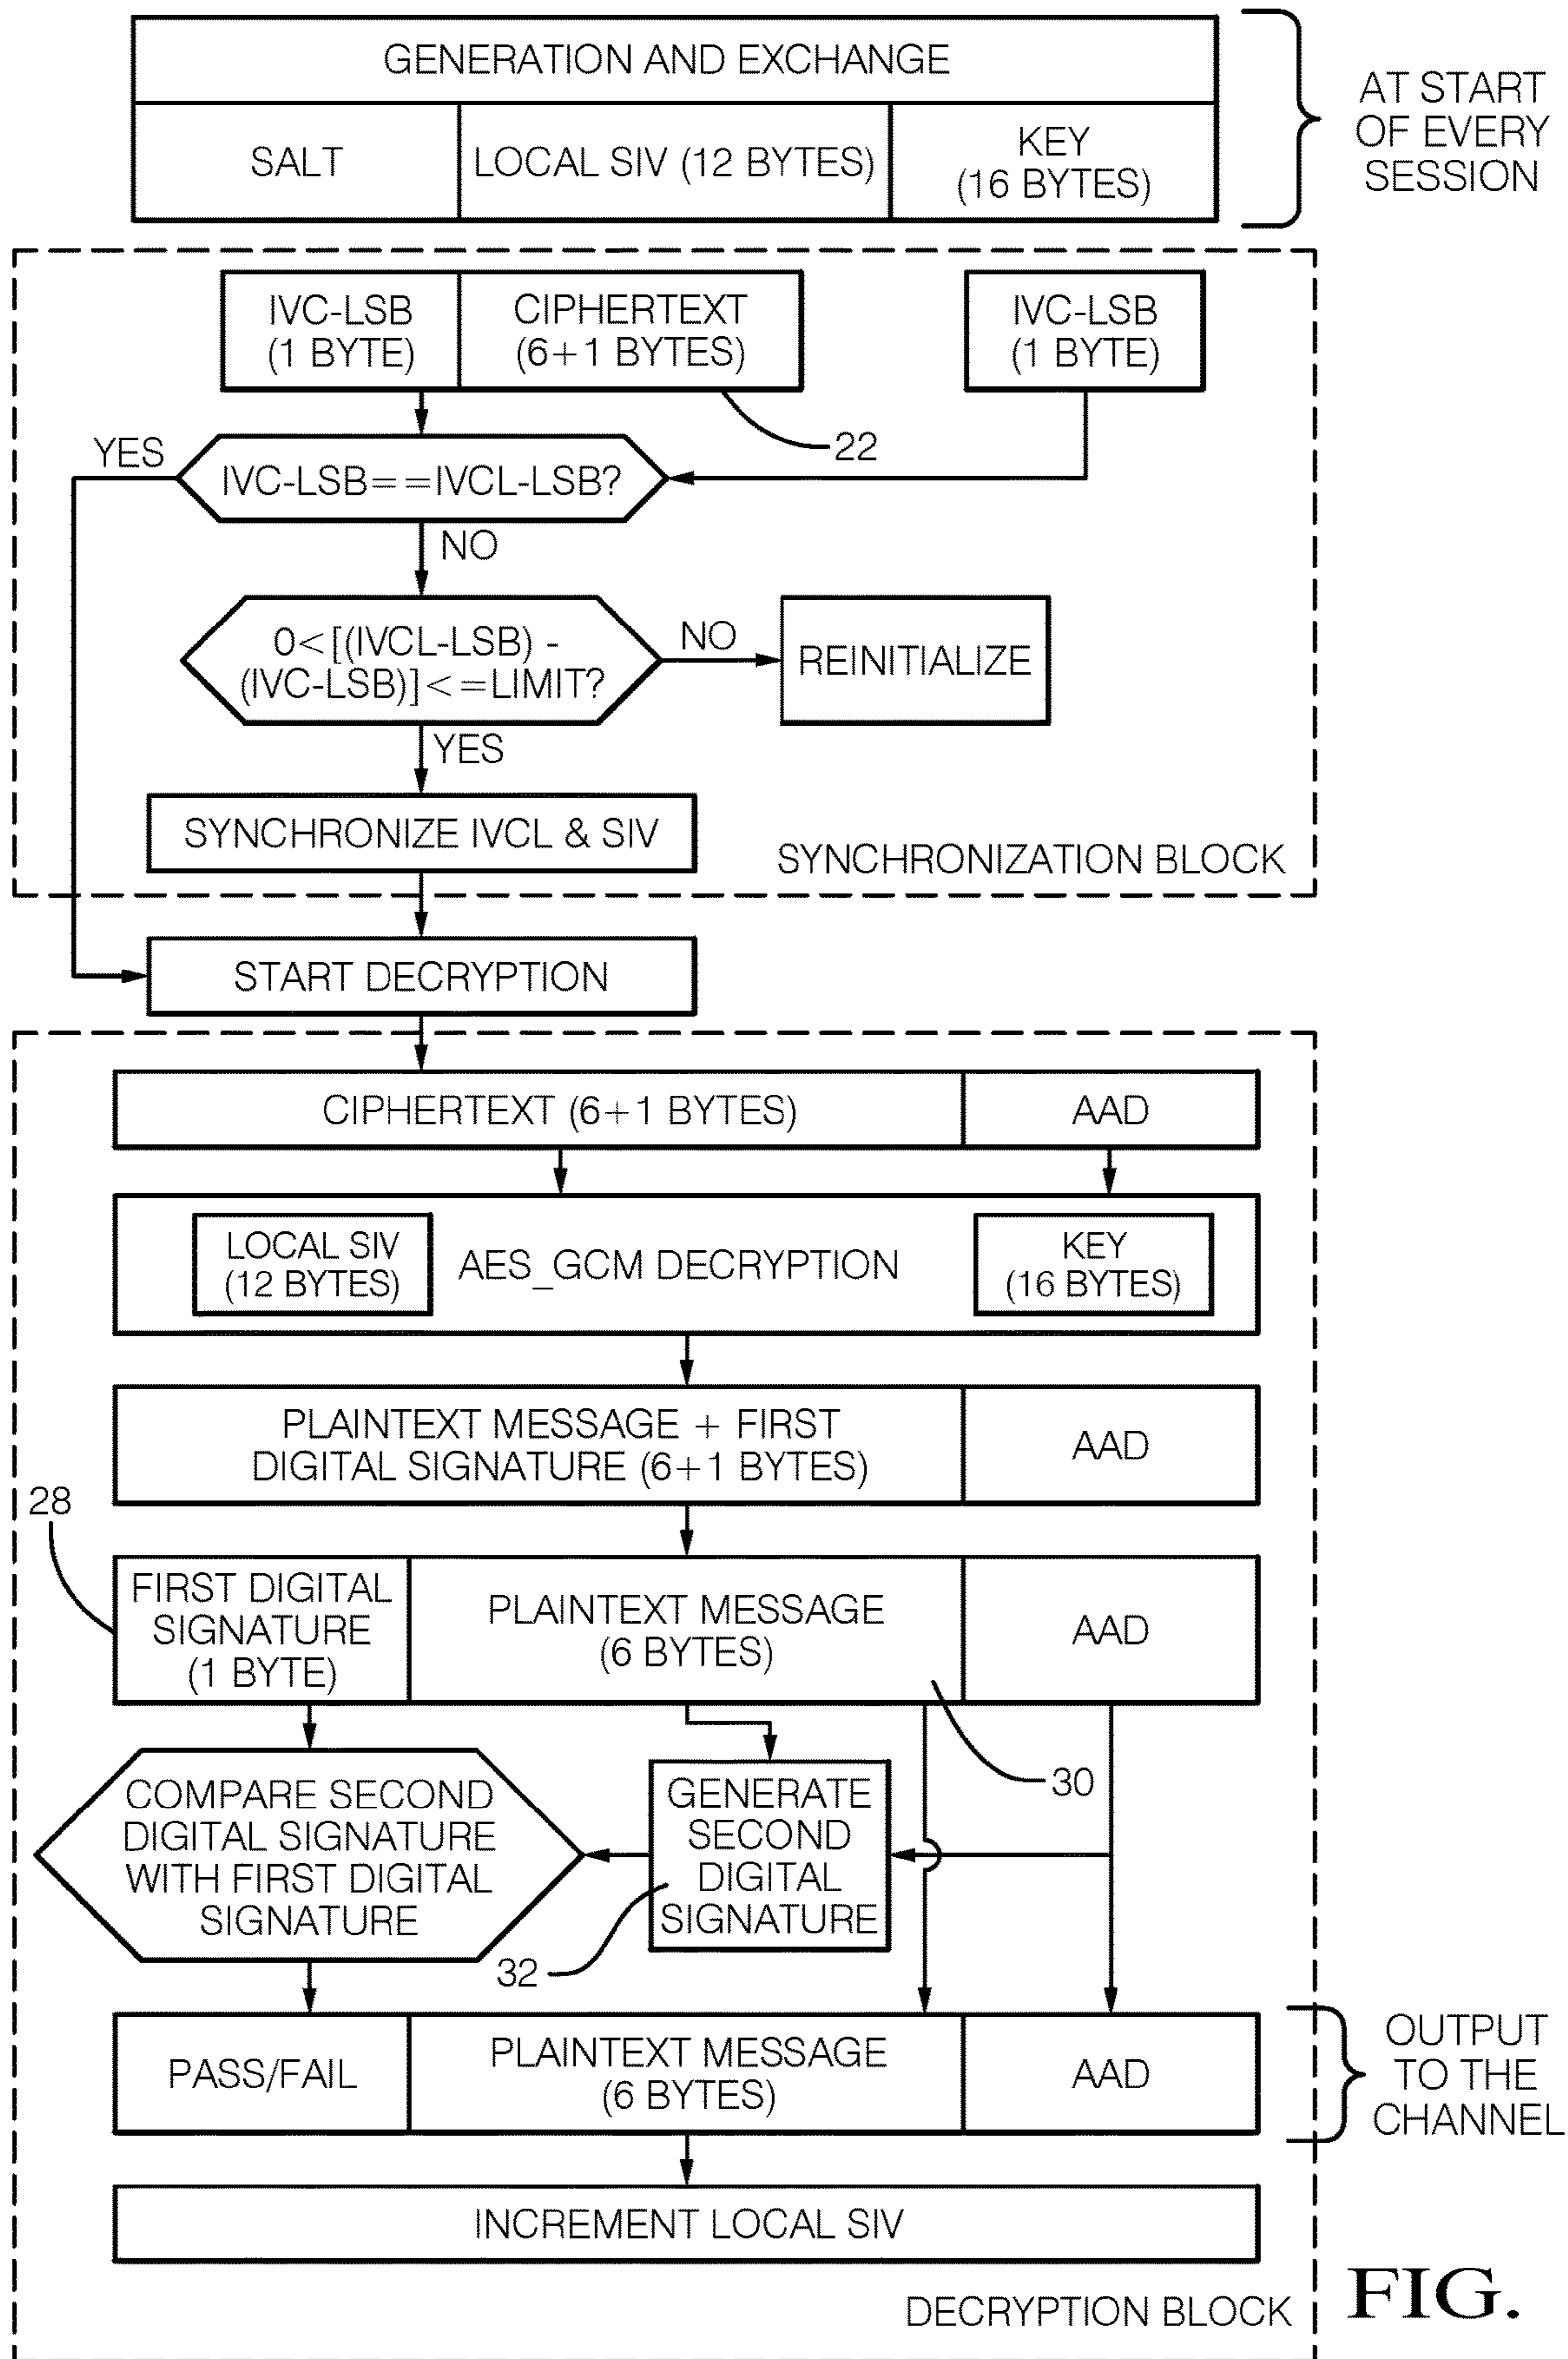 GENERATION AND EXCHANGE
SALT
LOCAL SIV (12 BYTES)
KEY
(16 BYTES)
AT START
OF EVERY
SESSION
IVC-LSB
(1 BYTE)
CIPHERTEXT
(6+1 BYTES)
IVC-LSB
(1 BYTE)
22
YES
IVC-LSB==IVCL-LSB?
NO
0<[(IVCL-LSB) -
(IVC-LSB)]<=LIMIT?
NO
REINITIALIZE
YES
SYNCHRONIZE IVCL & SIV
SYNCHRONIZATION BLOCK
START DECRYPTION
CIPHERTEXT (6+1 BYTES)
AAD
LOCAL SIV
(12 BYTES)
AES_GCM DECRYPTION
KEY
(16 BYTES)
PLAINTEXT MESSAGE + FIRST
DIGITAL SIGNATURE (6+1 BYTES)
AAD
28
FIRST DIGITAL
SIGNATURE
(1 BYTE)
PLAINTEXT MESSAGE
(6 BYTES)
AAD
30
COMPARE SECOND
DIGITAL SIGNATURE
WITH FIRST DIGITAL
SIGNATURE
GENERATE
SECOND
DIGITAL
SIGNATURE
32
PASS/FAIL
PLAINTEXT MESSAGE
(6 BYTES)
AAD
OUTPUT
TO THE
CHANNEL
INCREMENT LOCAL SIV
DECRYPTION BLOCK
FIG.